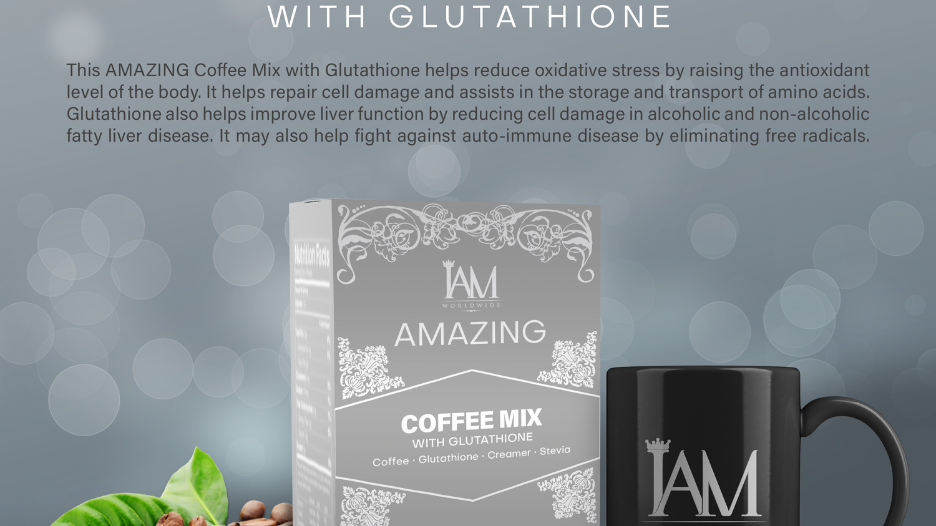 WITH GLUTATHIONE
This AMAZING Coffee Mix with Glutathione helps reduce oxidative stress by raising the antioxidant
level of the body. It helps repair cell damage and assists in the storage and transport of amino acids.
Glutathione also helps improve liver function by reducing cell damage in alcoholic and non-alcoholic
fatty liver disease. It may also help fight against auto-immune disease by eliminating free radicals.
Nutrition Facts
IAM
WORLDWIDE
AMAZING
COFFEE MIX
WITH GLUTATHIONE
Coffee · Glutathione · Creamer · Stevia
IAM